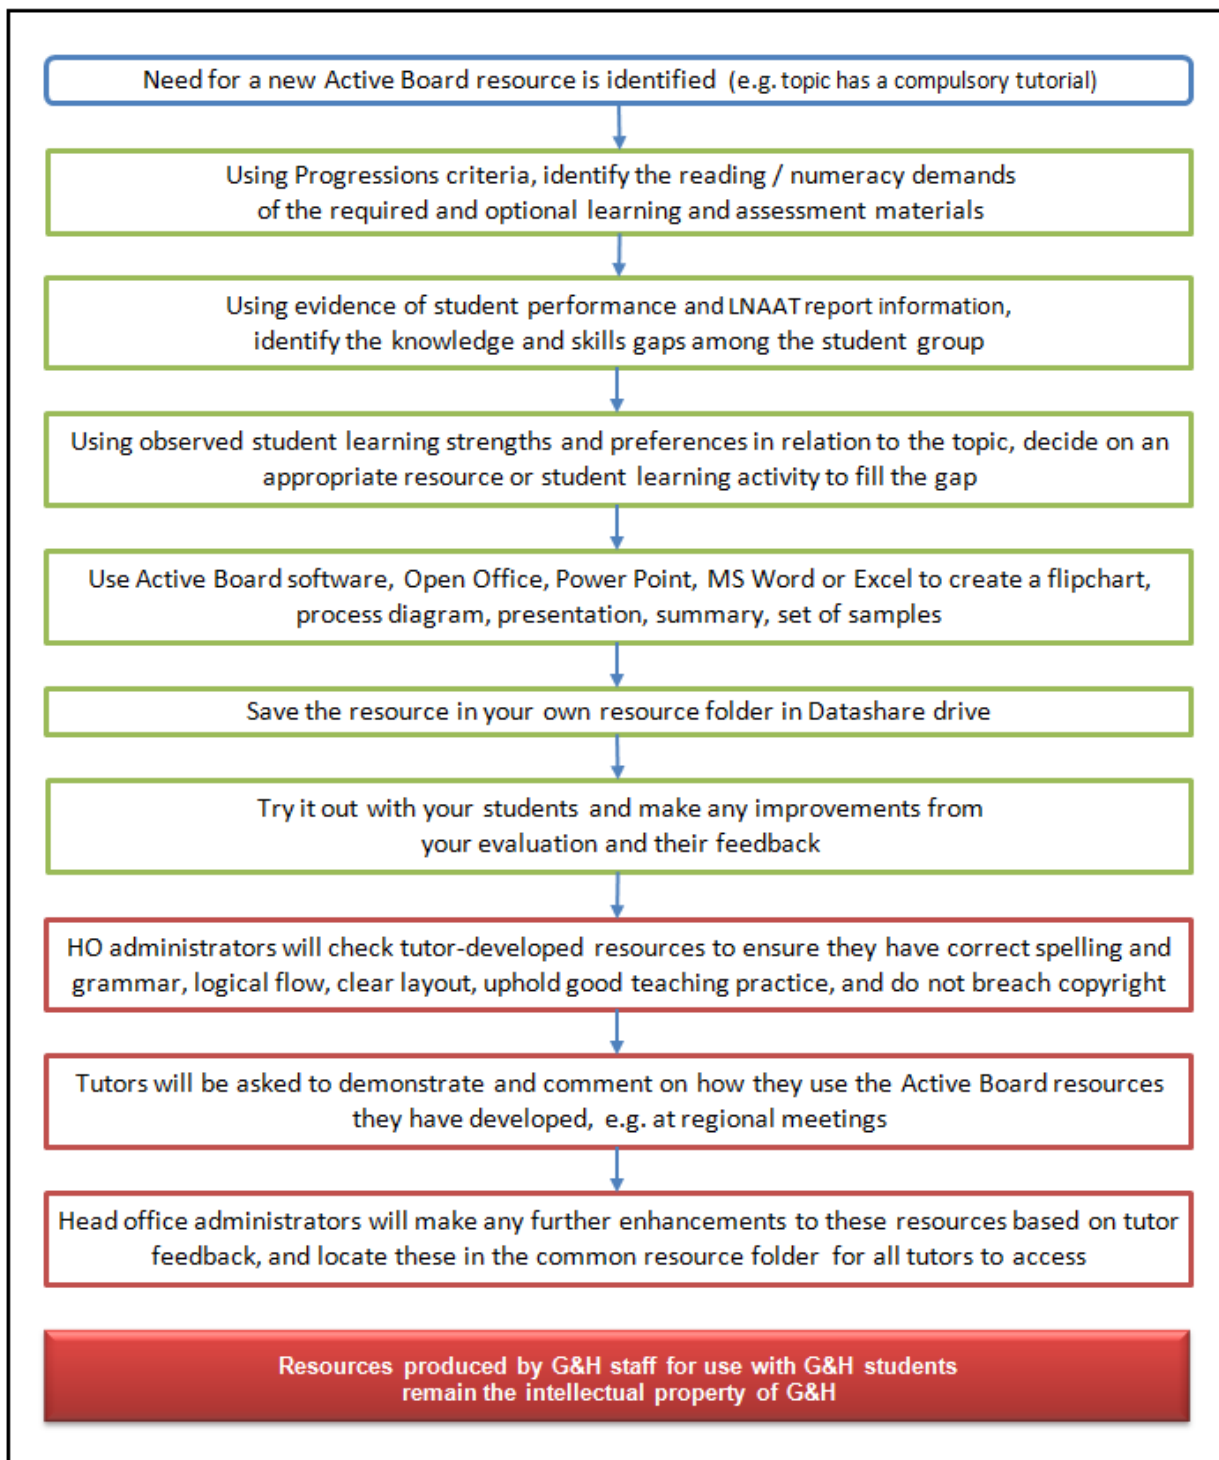 Need for a new Active Board resource is identified (e.g. topic has a compulsory tutorial)
Using Progressions criteria, identify the reading / numeracy demands
of the required and optional learning and assessment materials
Using evidence of student performance and LNAAT report information,
identify the knowledge and skills gaps among the student group
Using observed student learning strengths and preferences in relation to the topic, decide on an
appropriate resource or student learning activity to fill the gap
Use Active Board software, Open Office, Power Point, MS Word or Excel to create a flipchart,
process diagram, presentation, summary, set of samples
Save the resource in your own resource folder in Datashare drive
Try it out with your students and make any improvements from
your evaluation and their feedback
HO administrators will check tutor-developed resources to ensure they have correct spelling and
grammar, logical flow, clear layout, uphold good teaching practice, and do not breach copyright
Tutors will be asked to demonstrate and comment on how they use the Active Board resources
they have developed, e.g. at regional meetings
Head office administrators will make any further enhancements to these resources based on tutor
feedback, and locate these in the common resource folder for all tutors to access
Resources produced by G&H staff for use with G&H students
remain the intellectual property of G&H